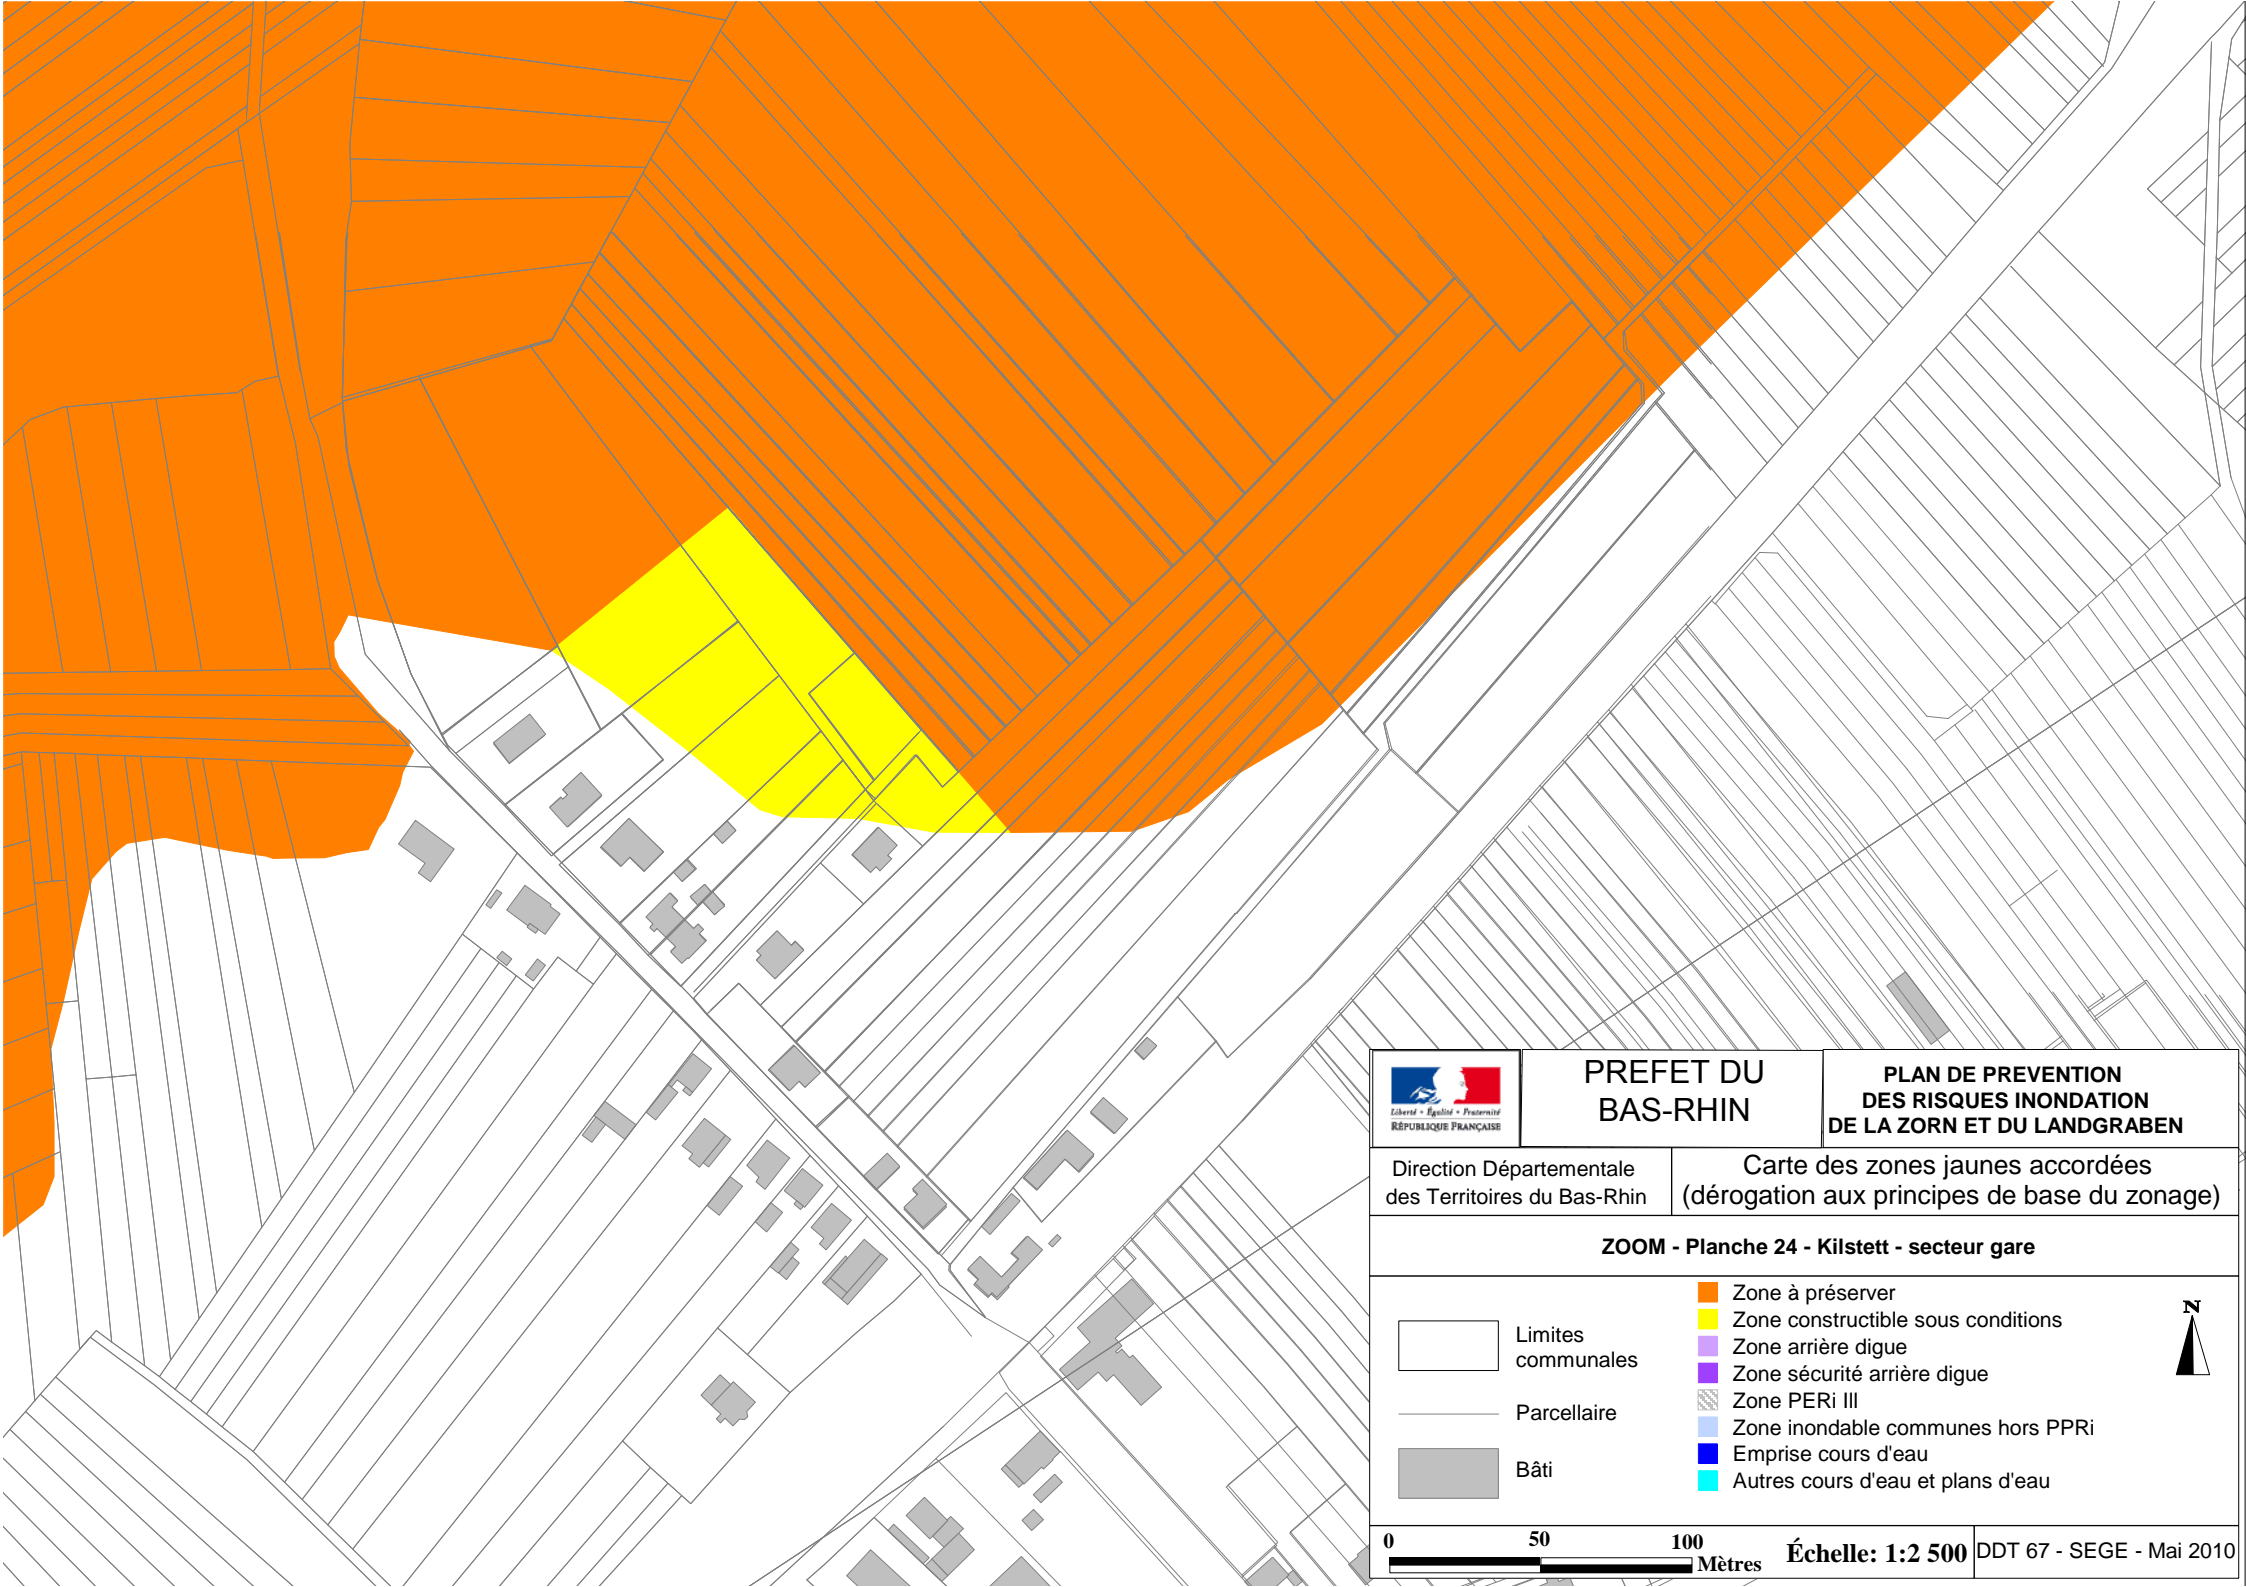 Liberté • Égalité • Fraternité
RÉPUBLIQUE FRANÇAISE
PREFET DU
BAS-RHIN
PLAN DE PREVENTION
DES RISQUES INONDATION
DE LA ZORN ET DU LANDGRABEN
Direction Départementale
des Territoires du Bas-Rhin
Carte des zones jaunes accordées
(dérogation aux principes de base du zonage)
ZOOM - Planche 24 - Kilstett - secteur gare
Limites
communales
Parcellaire
Bâti
Zone à préserver
Zone constructible sous conditions
Zone arrière digue
Zone sécurité arrière digue
Zone PERi III
Zone inondable communes hors PPRi
Emprise cours d'eau
Autres cours d'eau et plans d'eau
N
0 50 100
Mètres
Échelle: 1:2 500
DDT 67 - SEGE - Mai 2010